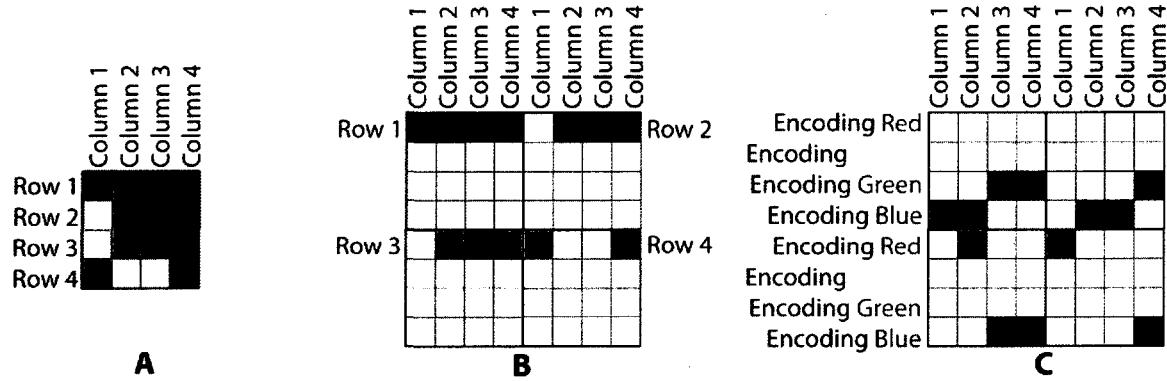 Column 1
Column 2
Column 3
Column 4
Row 1
Row 2
Row 3
Row 4
A
Column 1
Column 2
Column 3
Column 4
Column 1
Column 2
Column 3
Column 4
Row 1
Row 2
Row 3
Row 4
B
Column 1
Column 2
Column 3
Column 4
Column 1
Column 2
Column 3
Column 4
Encoding Red
Encoding
Encoding Green
Encoding Blue
Encoding Red
Encoding
Encoding Green
Encoding Blue
C